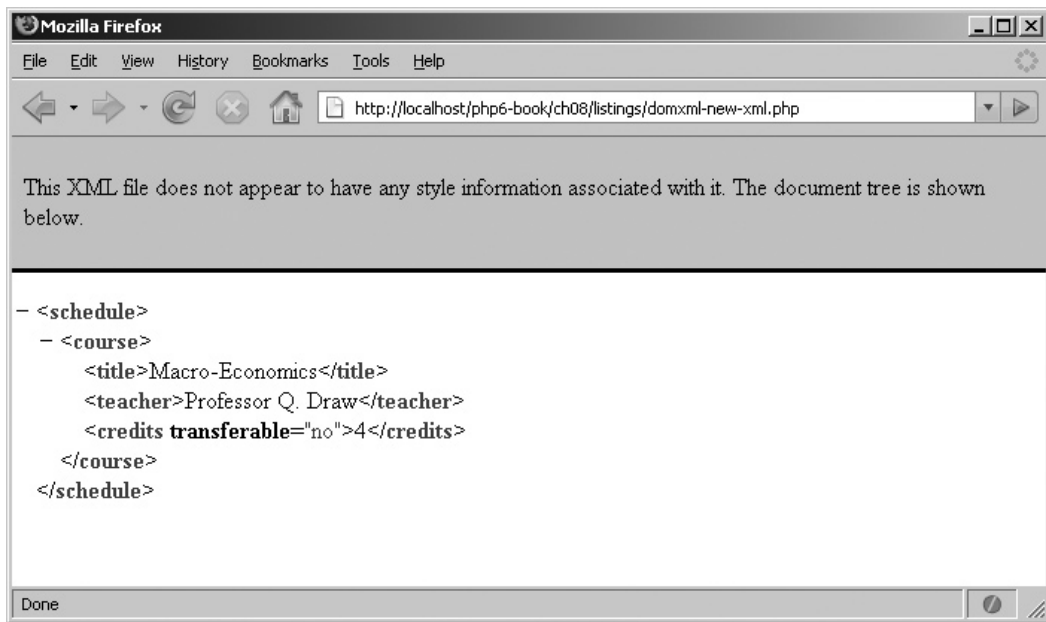 Mozilla Firefox
File Edit View History Bookmarks Tools Help
http://localhost/php6-book/ch08/listings/domxml-new-xml.php
This XML file does not appear to have any style information associated with it. The document tree is shown
below.
− <schedule>
− <course>
<title>Macro-Economics</title>
<teacher>Professor Q. Draw</teacher>
<credits transferable="no">4</credits>
</course>
</schedule>
Done